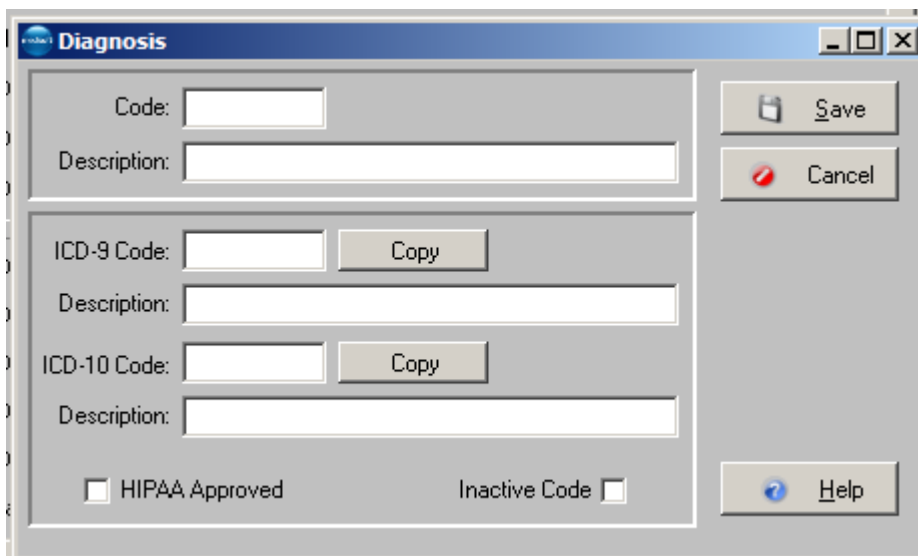 Diagnosis
Code:
Save
Description:
Cancel
ICD-9 Code:
Copy
Description:
ICD-10 Code:
Copy
Description:
HIPAA Approved
Inactive Code
Help